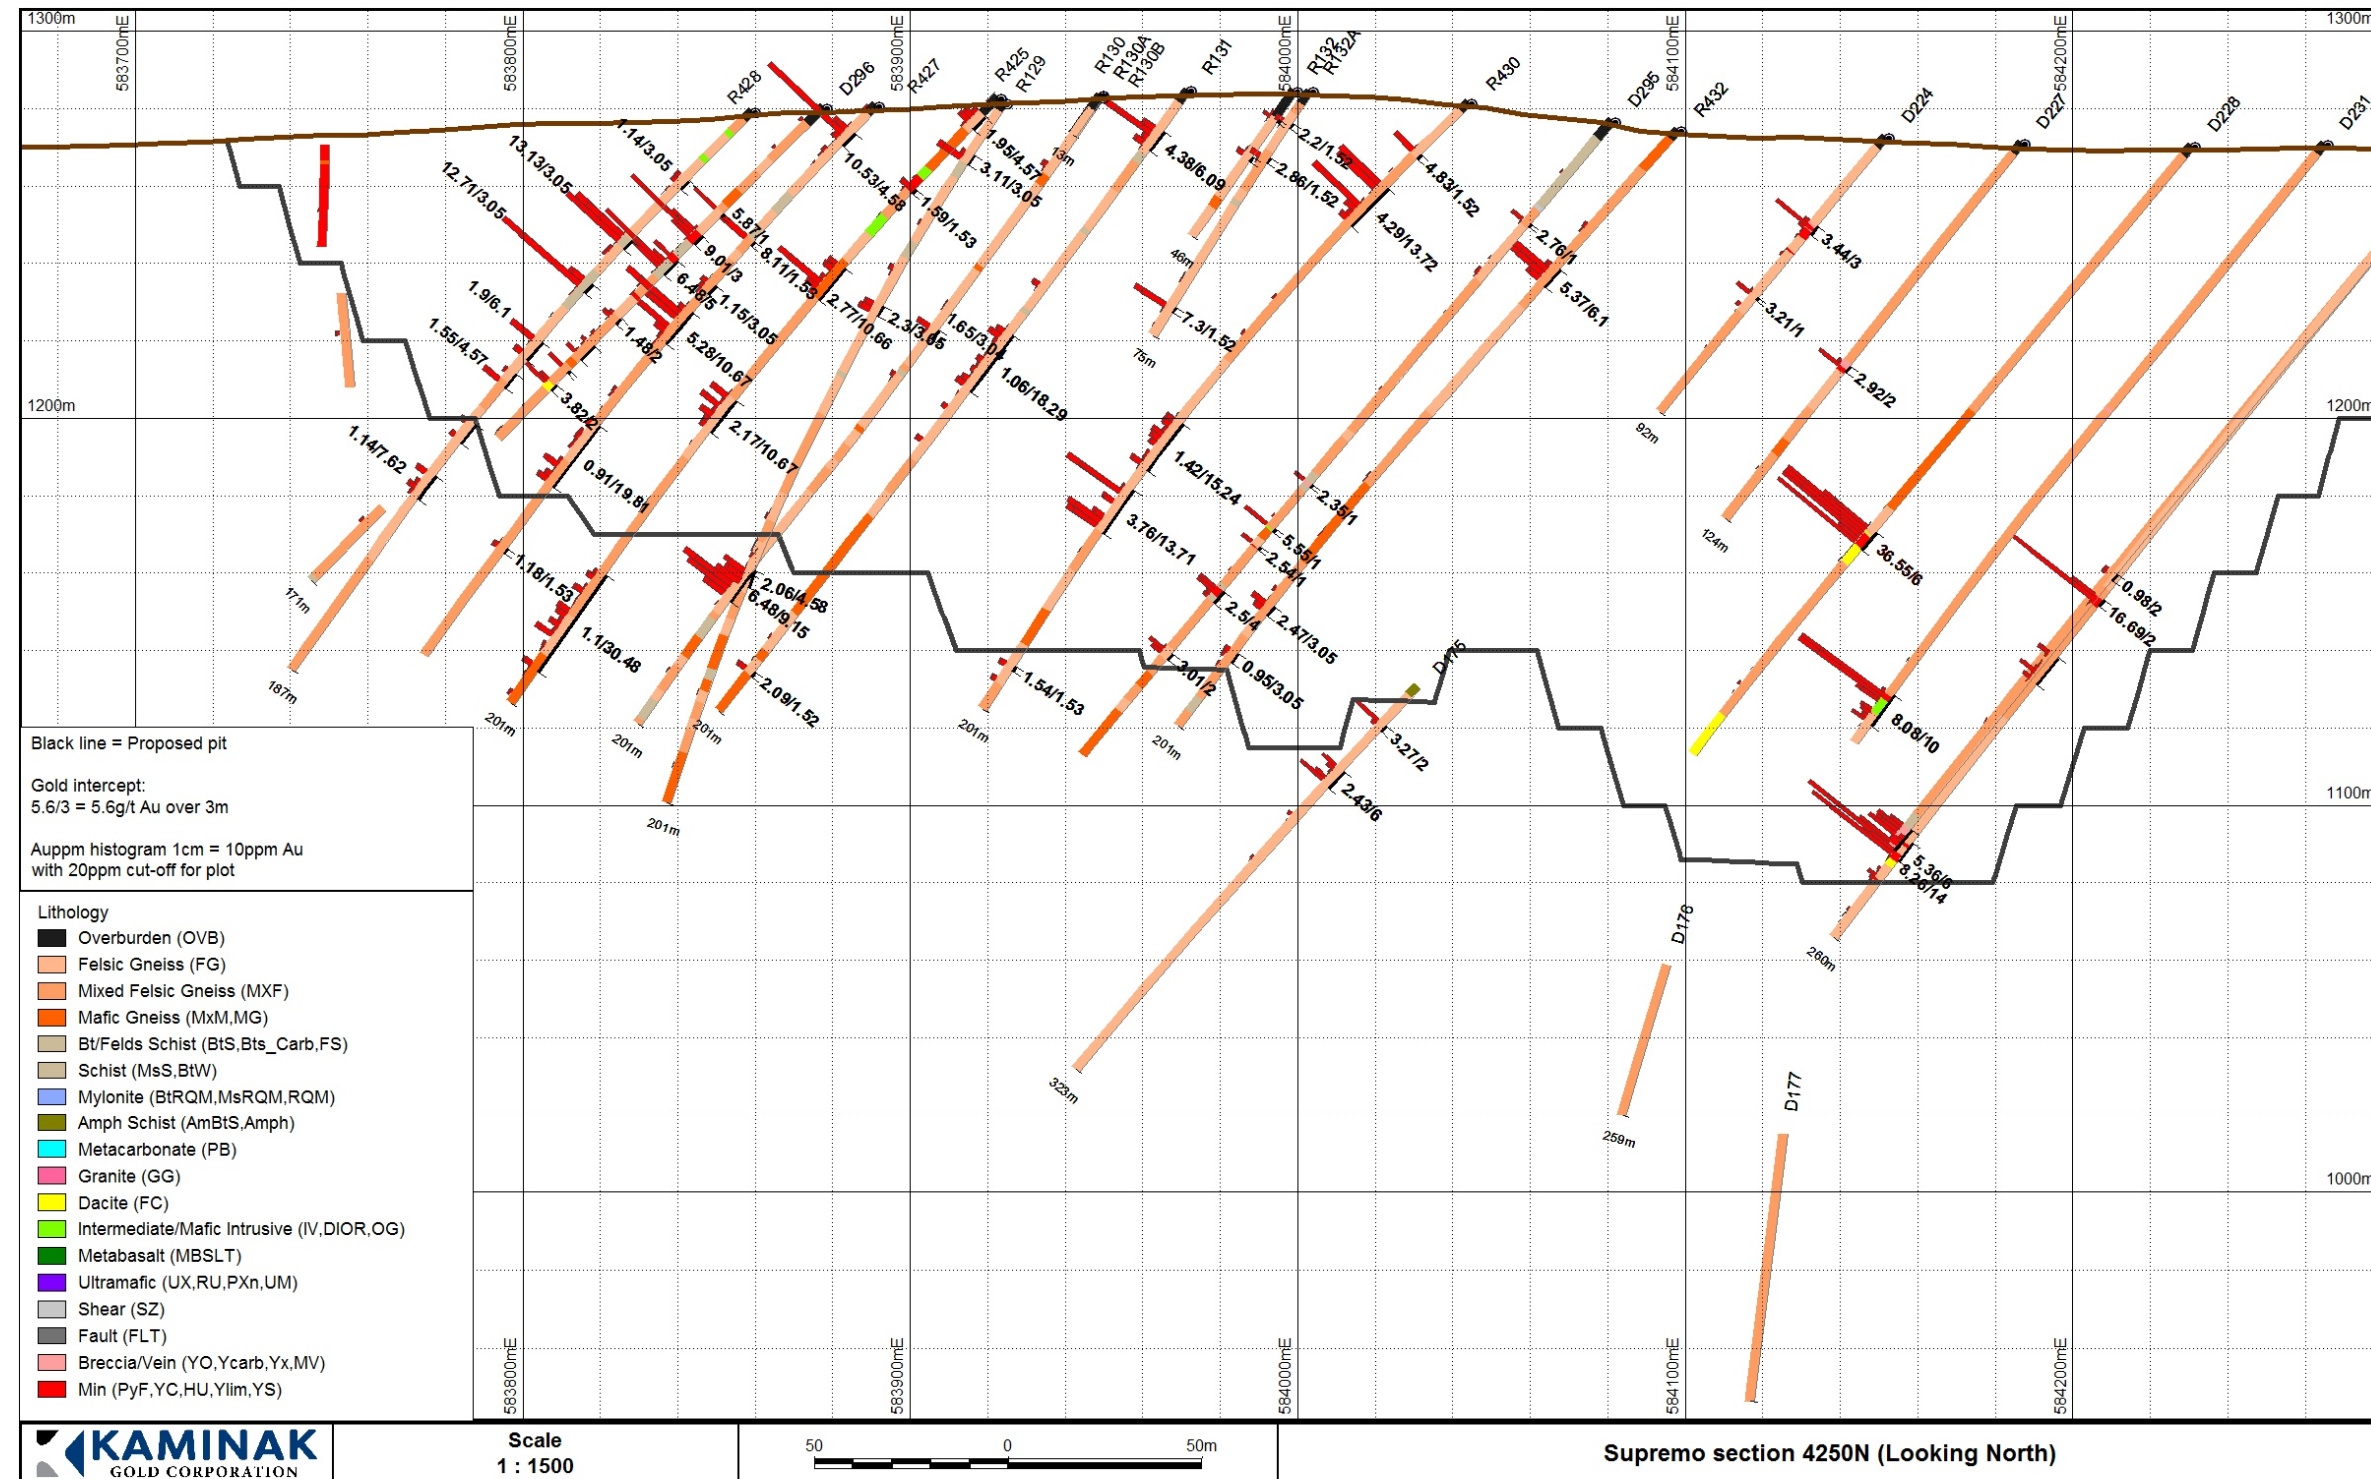 1300m
1300m
583700mE
583800mE
583900mE
584000mE
584100mE
584200mE
R428
D296
R427
R425
R129
R130
R130A
R130B
R131
R132
R132A
R430
D295
R432
D224
D227
D228
D231
1.14/3.05
13.13/3.05
12.71/3.05
1.9/6.1
1.55/4.57
1.14/7.62
171m
187m
5.87/1
9.01/3
6.48/5
8.11/1.53
1.15/3.05
1.48/2
5.28/10.67
3.82/2
0.91/19.81
1.18/1.53
1.1/30.48
201m
10.53/4.58
1.59/1.53
2.77/10.66
2.17/10.67
1.95/4.57
3.11/3.05
13m
2.3/3.05
1.65/3.04
1.06/18.29
2.06/4.58
6.48/9.15
2.09/1.52
201m
201m
201m
4.38/6.09
46m
75m
2.2/1.52
2.86/1.52
7.3/1.52
4.83/1.52
4.29/13.72
1.42/15.24
3.76/13.71
1.54/1.53
201m
2.76/1
5.37/6.1
2.35/1
5.55/1
2.54/1
2.5/4
2.47/3.05
3.01/2
0.95/3.05
201m
D175
3.27/2
2.43/6
323m
3.44/3
3.21/1
92m
2.92/2
124m
36.55/6
0.98/2
16.69/2
8.08/10
5.36/6
8.26/14
260m
D176
259m
D177
1200m
1200m
1100m
1000m
Black line = Proposed pit
Gold intercept:
5.6/3 = 5.6g/t Au over 3m
Auppm histogram 1cm = 10ppm Au
with 20ppm cut-off for plot
Lithology
Overburden (OVB)
Felsic Gneiss (FG)
Mixed Felsic Gneiss (MXF)
Mafic Gneiss (MxM,MG)
Bt/Felds Schist (BtS,Bts_Carb,FS)
Schist (MsS,BtW)
Mylonite (BtRQM,MsRQM,RQM)
Amph Schist (AmBtS,Amph)
Metacarbonate (PB)
Granite (GG)
Dacite (FC)
Intermediate/Mafic Intrusive (IV,DIOR,OG)
Metabasalt (MBSLT)
Ultramafic (UX,RU,PXn,UM)
Shear (SZ)
Fault (FLT)
Breccia/Vein (YO,Ycarb,Yx,MV)
Min (PyF,YC,HU,Ylim,YS)
583800mE
583900mE
584000mE
584100mE
584200mE
KAMINAK
GOLD CORPORATION
Scale
1 : 1500
50 0 50m
Supremo section 4250N (Looking North)